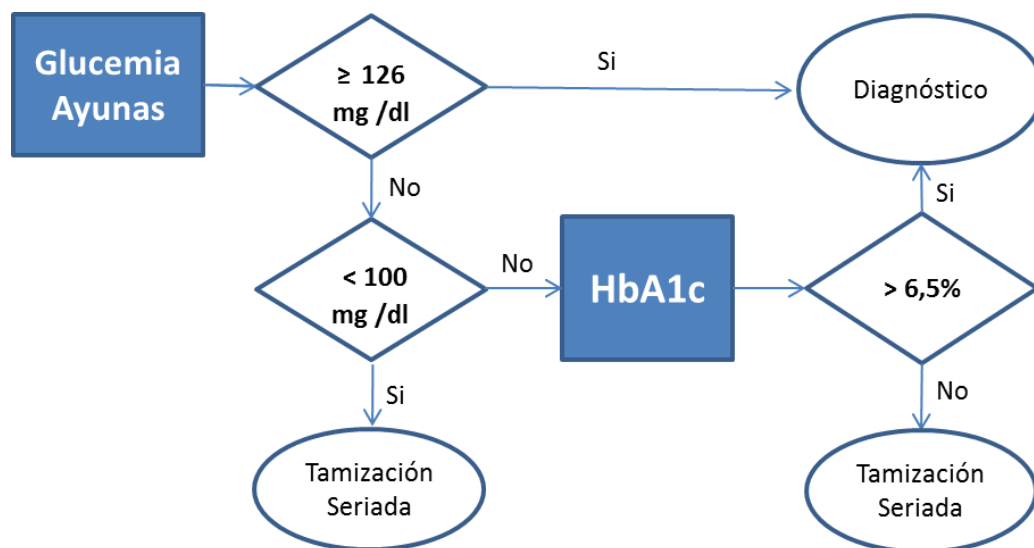 Glucemia
Ayunas
≥ 126
mg /dl
Si
Diagnóstico
No
Si
< 100
mg /dl
No
HbA1c
> 6,5%
Si
No
Tamización
Seriada
Tamización
Seriada